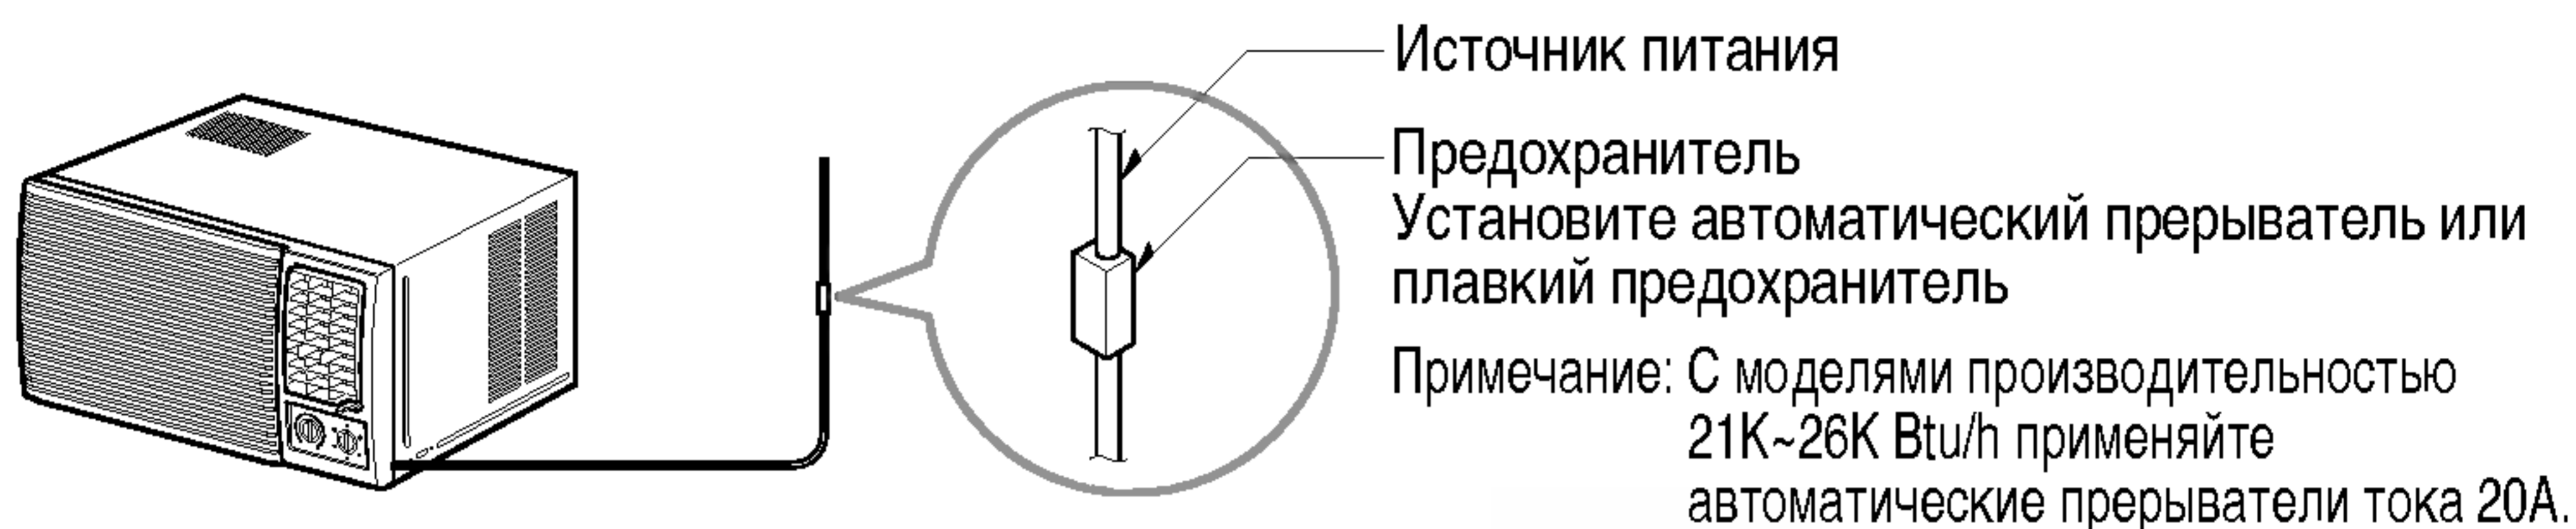 Источник питания
Предохранитель
Установите автоматический прерыватель или
плавкий предохранитель
Примечание: С моделями производительностью
21K~26K Btu/h применяйте
автоматические прерыватели тока 20А.